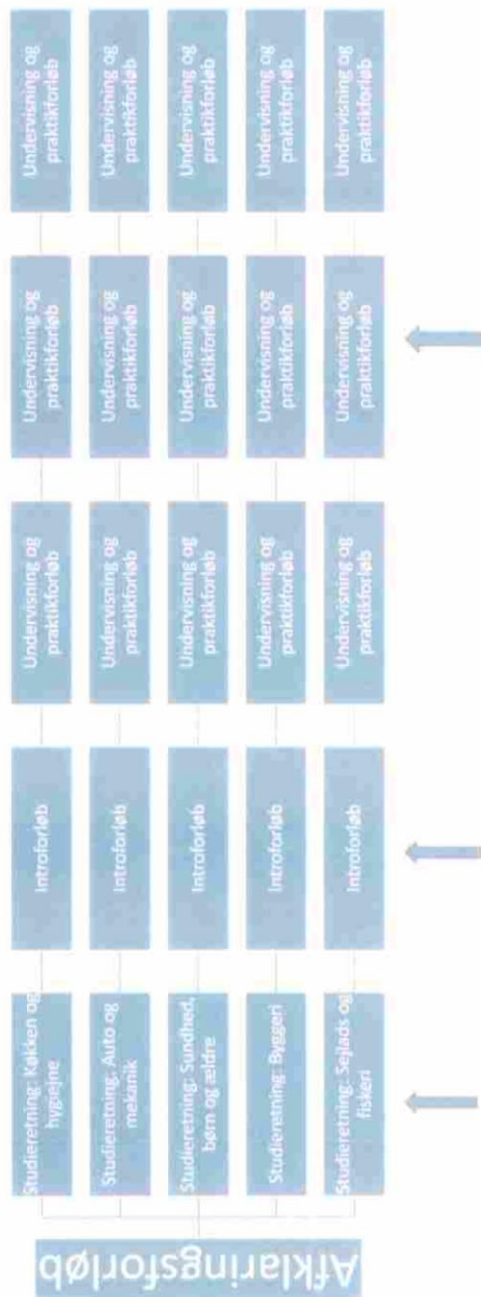 Afklaringsforløb
Studieretning: Køkken og
hygiejne
Introforløb
Undervisning og
praktikforløb
Undervisning og
praktikforløb
Undervisning og
praktikforløb
Studieretning: Auto og
mekanik
Introforløb
Undervisning og
praktikforløb
Undervisning og
praktikforløb
Undervisning og
praktikforløb
Studieretning: Sundhed,
børn og ældre
Introforløb
Undervisning og
praktikforløb
Undervisning og
praktikforløb
Undervisning og
praktikforløb
Studieretning: Byggeri
Introforløb
Undervisning og
praktikforløb
Undervisning og
praktikforløb
Undervisning og
praktikforløb
Studieretning: Sejlads og
fiskeri
Introforløb
Undervisning og
praktikforløb
Undervisning og
praktikforløb
Undervisning og
praktikforløb